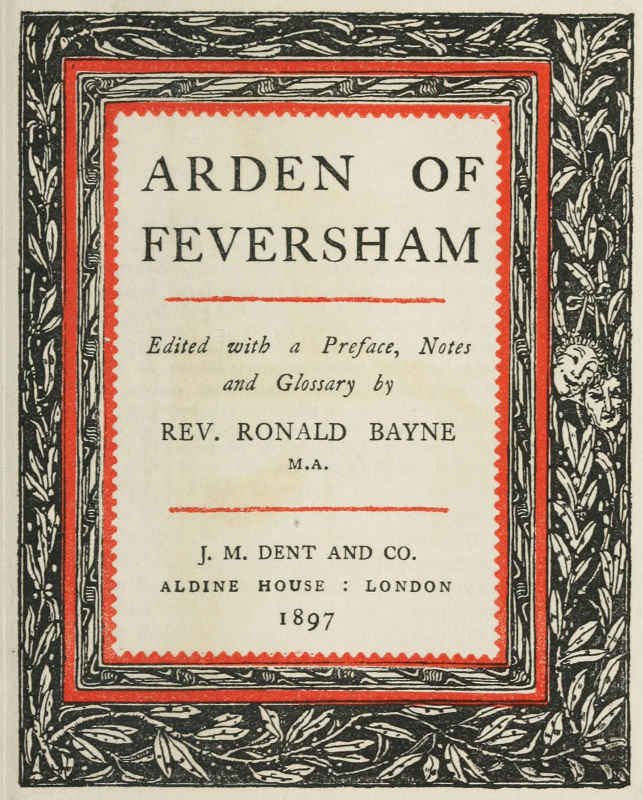 ARDEN OF
FEVERSHAM
Edited with a Preface, Notes
and Glossary by
REV. RONALD BAYNE
M.A.
J. M. DENT AND CO.
ALDINE HOUSE : LONDON
1897